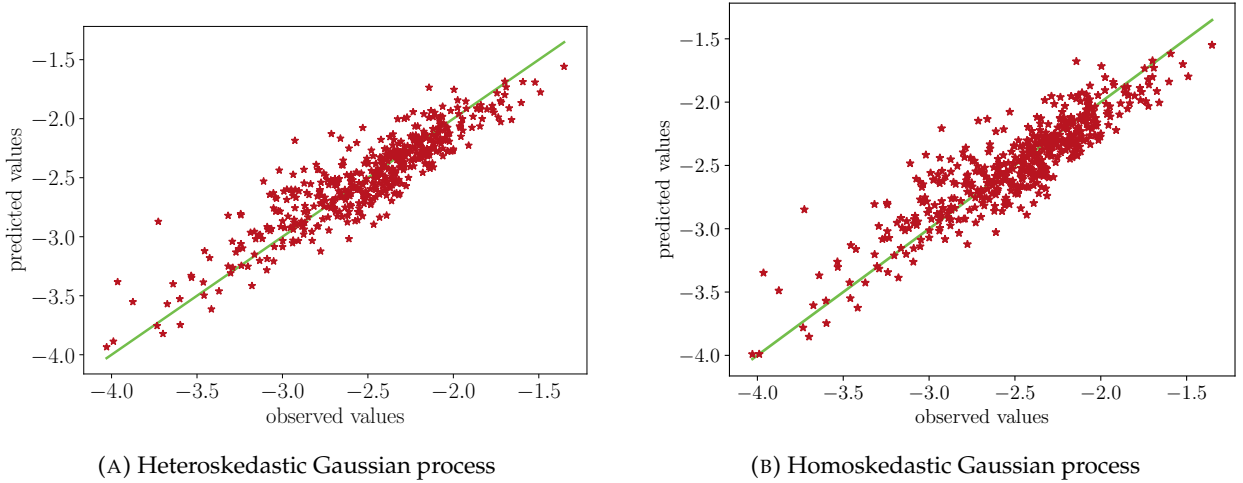 −1.5
−2.0
−2.5
−3.0
−3.5
−4.0
predicted values
−4.0 −3.5 −3.0 −2.5 −2.0 −1.5
observed values
(A) Heteroskedastic Gaussian process
−1.5
−2.0
−2.5
−3.0
−3.5
−4.0
predicted values
−4.0 −3.5 −3.0 −2.5 −2.0 −1.5
observed values
(B) Homoskedastic Gaussian process